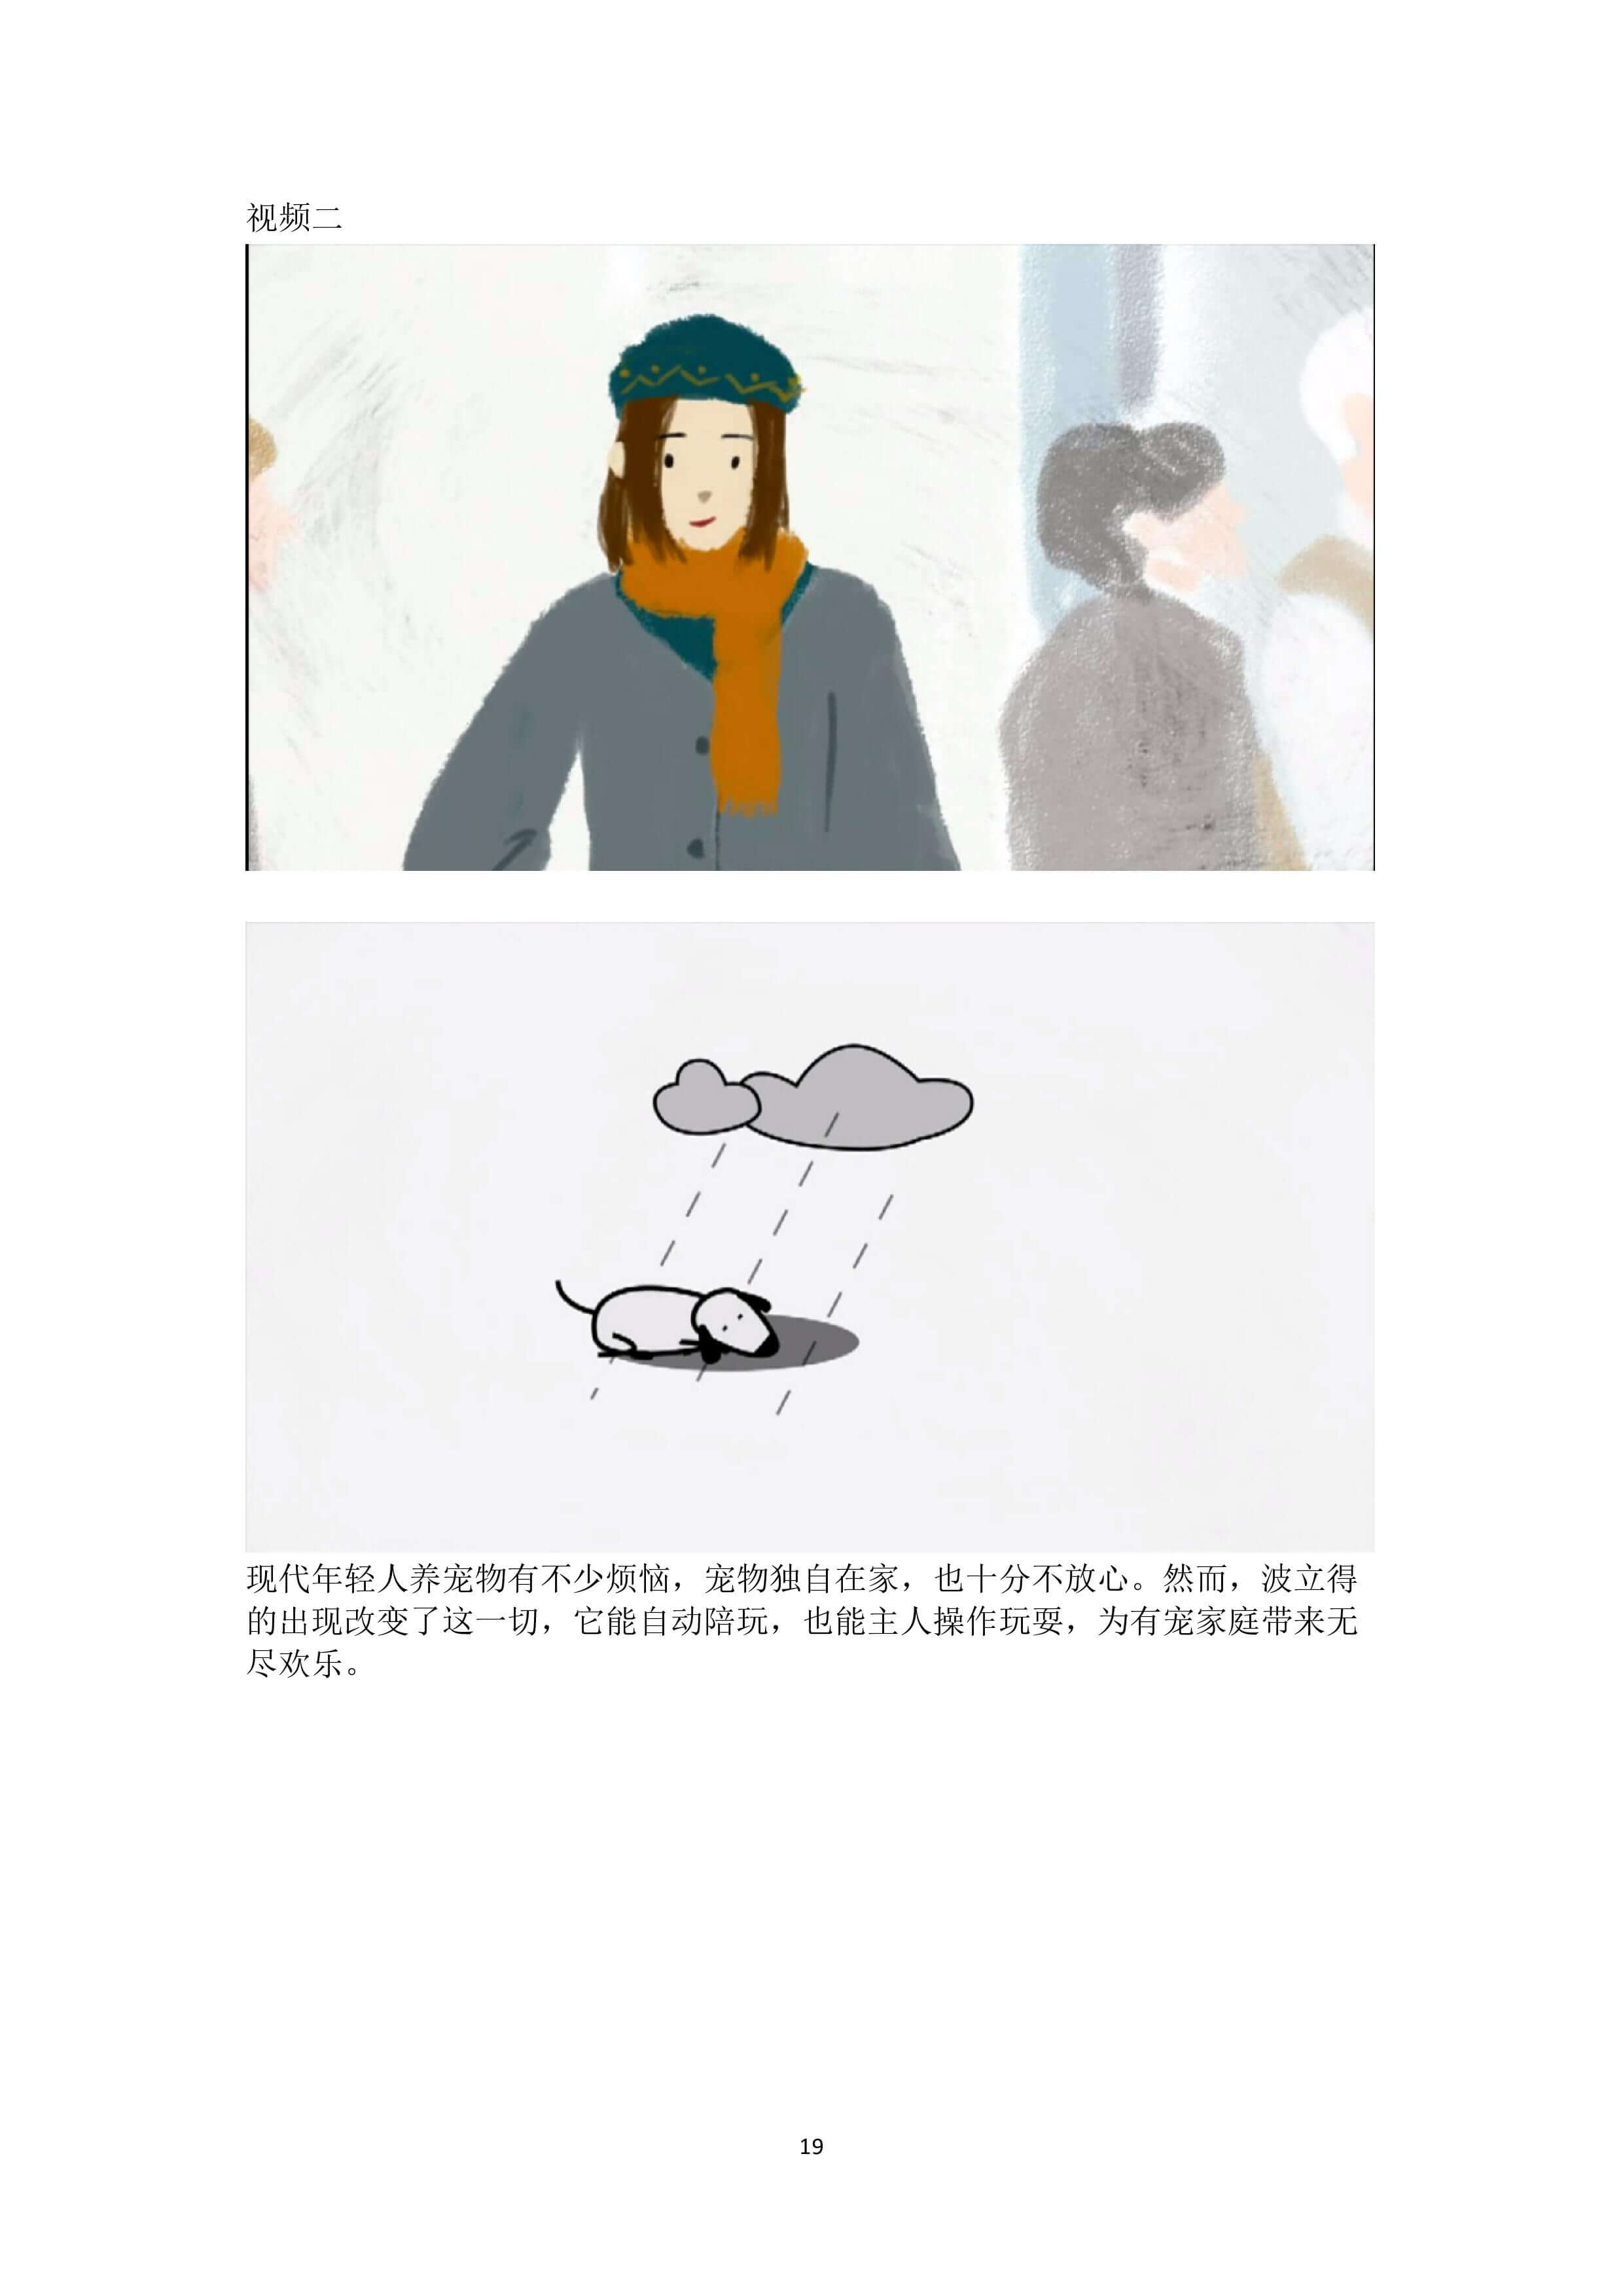 视频二
现代年轻人养宠物有不少烦恼，宠物独自在家，也十分不放心。然而，波立得
的出现改变了这一切，它能自动陪玩，也能主人操作玩耍，为有宠家庭带来无
尽欢乐。
19